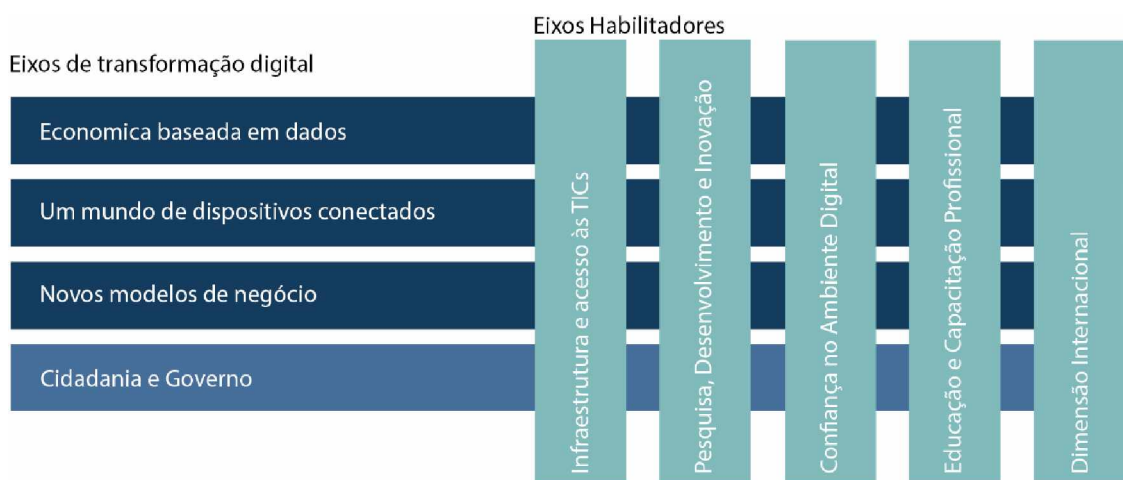 Eixos Habilitadores
Eixos de transformação digital
Economica baseada em dados
Um mundo de dispositivos conectados
Novos modelos de negócio
Cidadania e Governo
Infraestrutura e acesso às TICs
Pesquisa, Desenvolvimento e Inovação
Confiança no Ambiente Digital
Educação e Capacitação Profissional
Dimensão Internacional